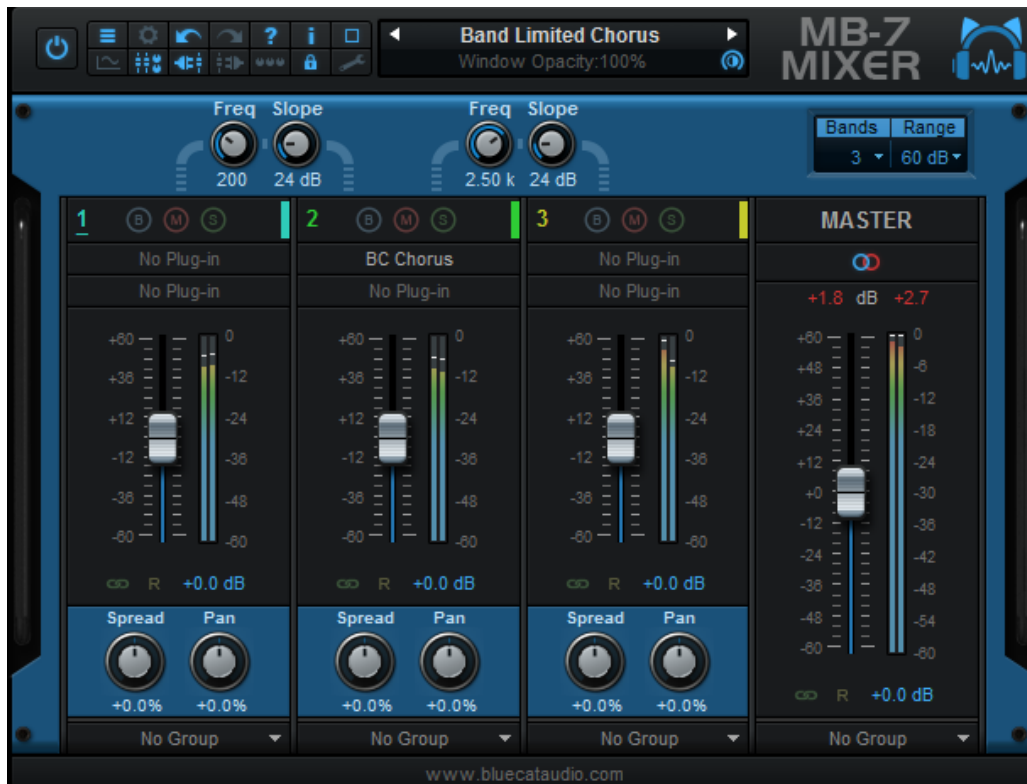 Band Limited Chorus
Window Opacity:100%
MB-7
MIXER
Freq Slope
200 24 dB
Freq Slope
2.50 k 24 dB
Bands Range
3 60 dB
1 B M S
No Plug-in
No Plug-in
+60 0
+36 -12
+12 -24
-12 -36
-36 -48
-60 -60
R +0.0 dB
Spread Pan
+0.0% +0.0%
No Group
2 B M S
BC Chorus
No Plug-in
+60 0
+36 -12
+12 -24
-12 -36
-36 -48
-60 -60
R +0.0 dB
Spread Pan
+0.0% +0.0%
No Group
3 B M S
No Plug-in
No Plug-in
+60 0
+36 -12
+12 -24
-12 -36
-36 -48
-60 -60
R +0.0 dB
Spread Pan
+0.0% +0.0%
No Group
MASTER
+1.8 dB +2.7
+60 0
+48 -6
+36 -12
+24 -18
+12 -24
+0 -30
-12 -36
-24 -42
-36 -48
-48 -54
-60 -60
R +0.0 dB
No Group
www.bluecataudio.com